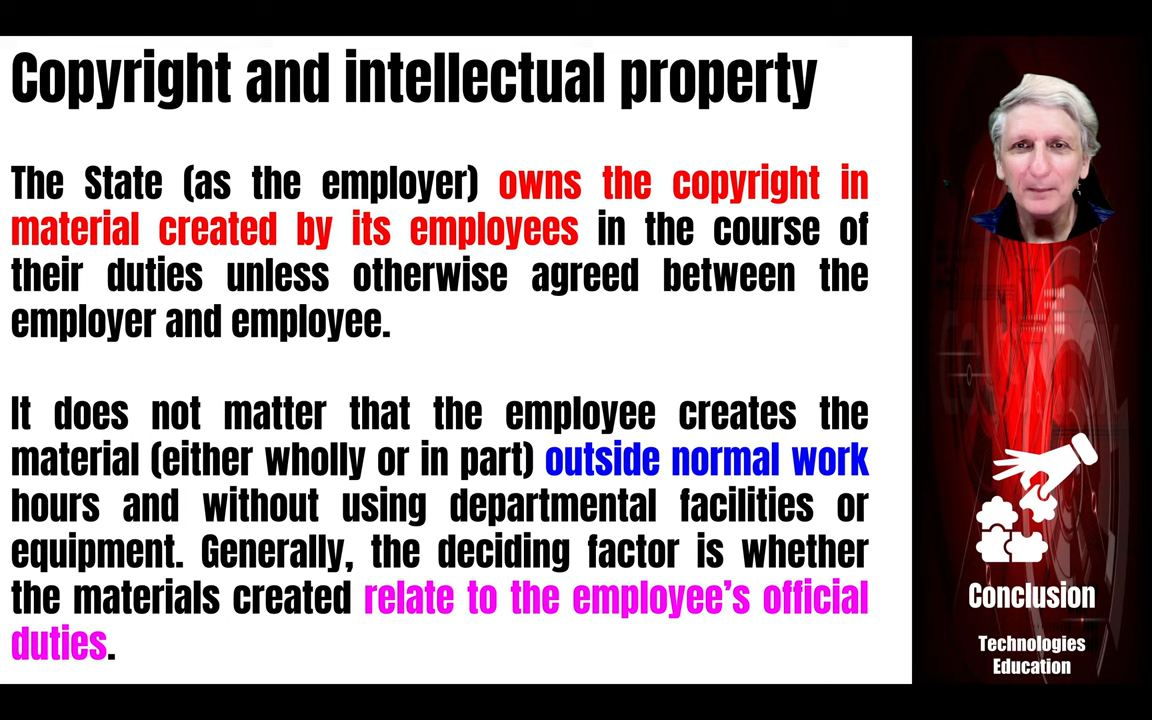 Copyright and intellectual property
The State (as the employer) owns the copyright in
material created by its employees in the course of
their duties unless otherwise agreed between the
employer and employee.
It does not matter that the employee creates the
material (either wholly or in part) outside normal work
hours and without using departmental facilities or
equipment. Generally, the deciding factor is whether
the materials created relate to the employee’s official
duties.
Conclusion
Technologies
Education